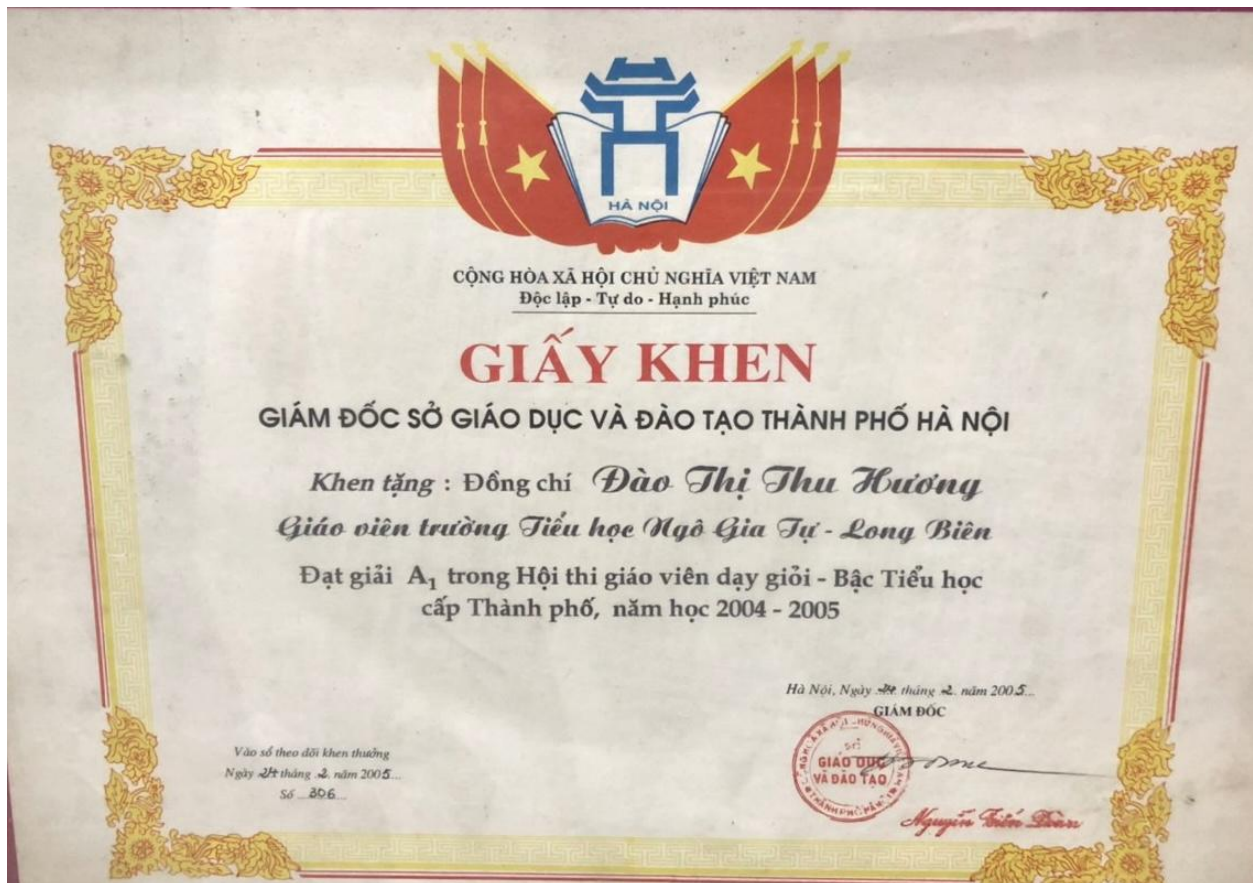 HÀ NỘI
CỘNG HÒA XÃ HỘI CHỦ NGHĨA VIỆT NAM
Độc lập - Tự do - Hạnh phúc
GIẤY KHEN
GIÁM ĐỐC SỞ GIÁO DỤC VÀ ĐÀO TẠO THÀNH PHỐ HÀ NỘI
Khen tặng : Đồng chí Đào Thị Thu Hương
Giáo viên trường Tiểu học Ngô Gia Tự - Long Biên
Đạt giải A₁ trong Hội thi giáo viên dạy giỏi - Bậc Tiểu học
cấp Thành phố, năm học 2004 - 2005
Hà Nội, Ngày 24 tháng 2 năm 2005...
GIÁM ĐỐC
SỞ
GIÁO DỤC
VÀ ĐÀO TẠO
Nguyễn Tiến Đoàn
Vào sổ theo dõi khen thưởng
Ngày 24 tháng 2 năm 2005...
Số ...306...